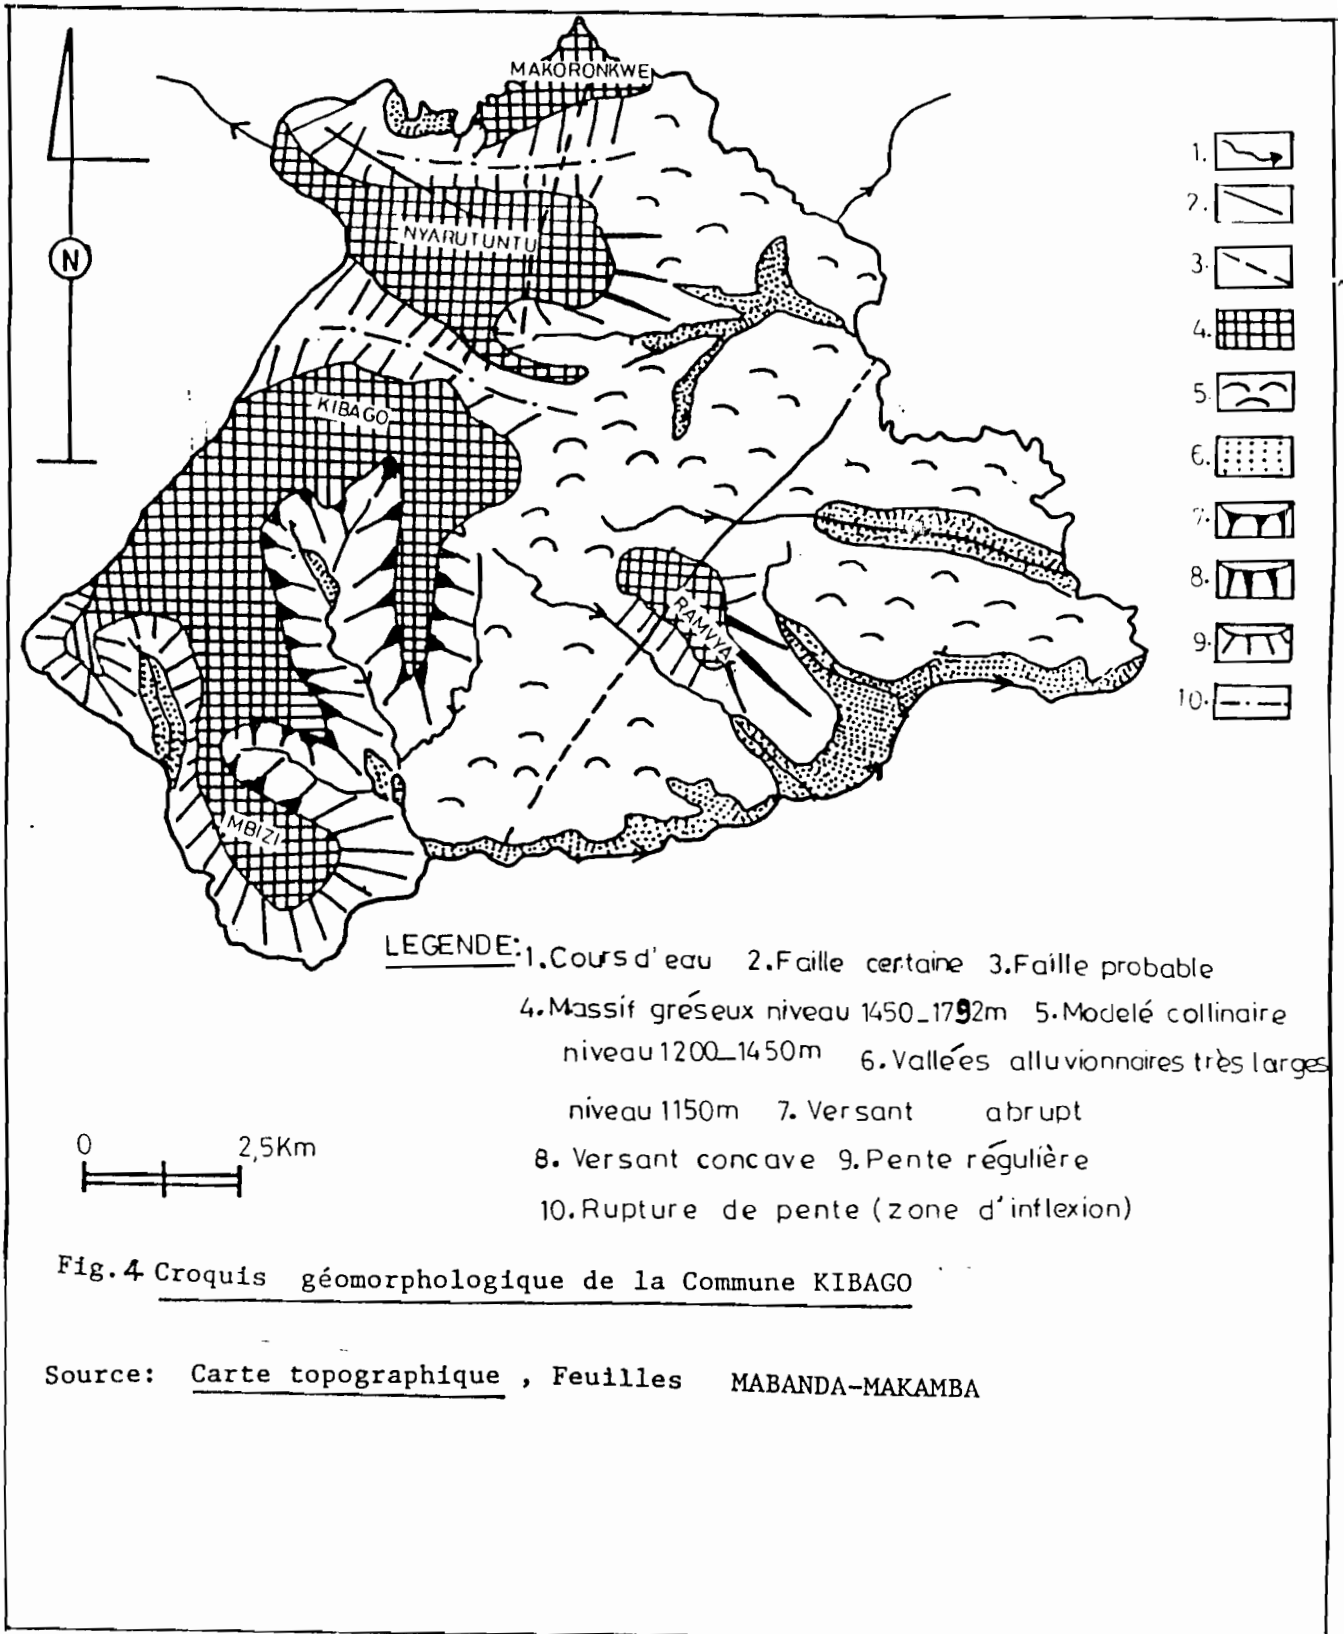 MAKORONKWE
NYARUTUNTU
N
KIBAGO
RAMVYA
MBIZI
1.
2.
3.
4.
5.
6.
7.
8.
9.
10.
LEGENDE: 1. Cours d'eau 2. Faille certaine 3. Faille probable
4. Massif gréseux niveau 1450_1792m 5. Modelé collinaire
niveau 1200_1450m 6. Vallées alluvionnaires très larges
niveau 1150m 7. Versant abrupt
8. Versant concave 9. Pente régulière
10. Rupture de pente (zone d'inflexion)
0 2,5Km
Fig. 4 Croquis géomorphologique de la Commune KIBAGO
Source: Carte topographique , Feuilles MABANDA-MAKAMBA